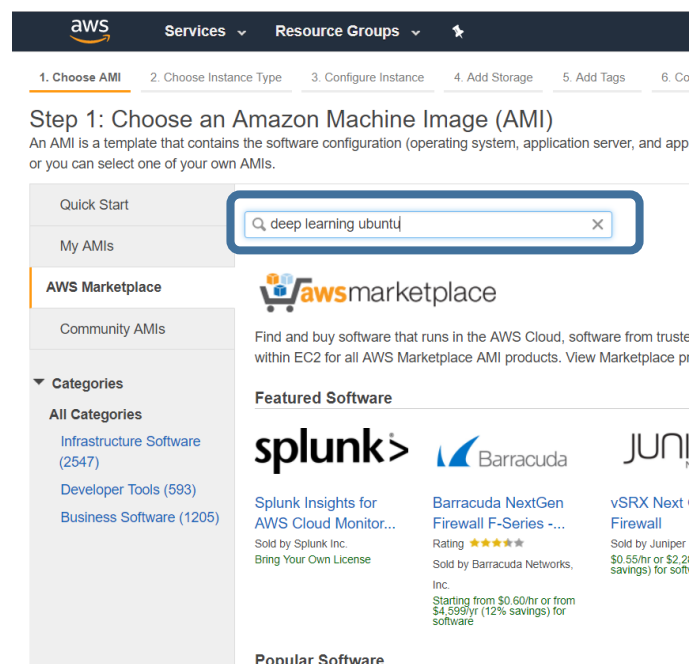 aws
Services
Resource Groups
1. Choose AMI
2. Choose Instance Type
3. Configure Instance
4. Add Storage
5. Add Tags
6. Co
Step 1: Choose an Amazon Machine Image (AMI)
An AMI is a template that contains the software configuration (operating system, application server, and app
or you can select one of your own AMIs.
Quick Start
My AMIs
AWS Marketplace
Community AMIs
Categories
All Categories
Infrastructure Software
(2547)
Developer Tools (593)
Business Software (1205)
deep learning ubuntu
awsmarketplace
Find and buy software that runs in the AWS Cloud, software from truste
within EC2 for all AWS Marketplace AMI products. View Marketplace pr
Featured Software
splunk>
Splunk Insights for
AWS Cloud Monitor...
Sold by Splunk Inc.
Bring Your Own License
Barracuda
Barracuda NextGen
Firewall F-Series -...
Rating
Sold by Barracuda Networks,
Inc.
Starting from $0.60/hr or from
$4,599/yr (12% savings) for
software
JUNI
vSRX Next
Firewall
Sold by Juniper
$0.55/hr or $2,28
savings) for soft
Popular Software